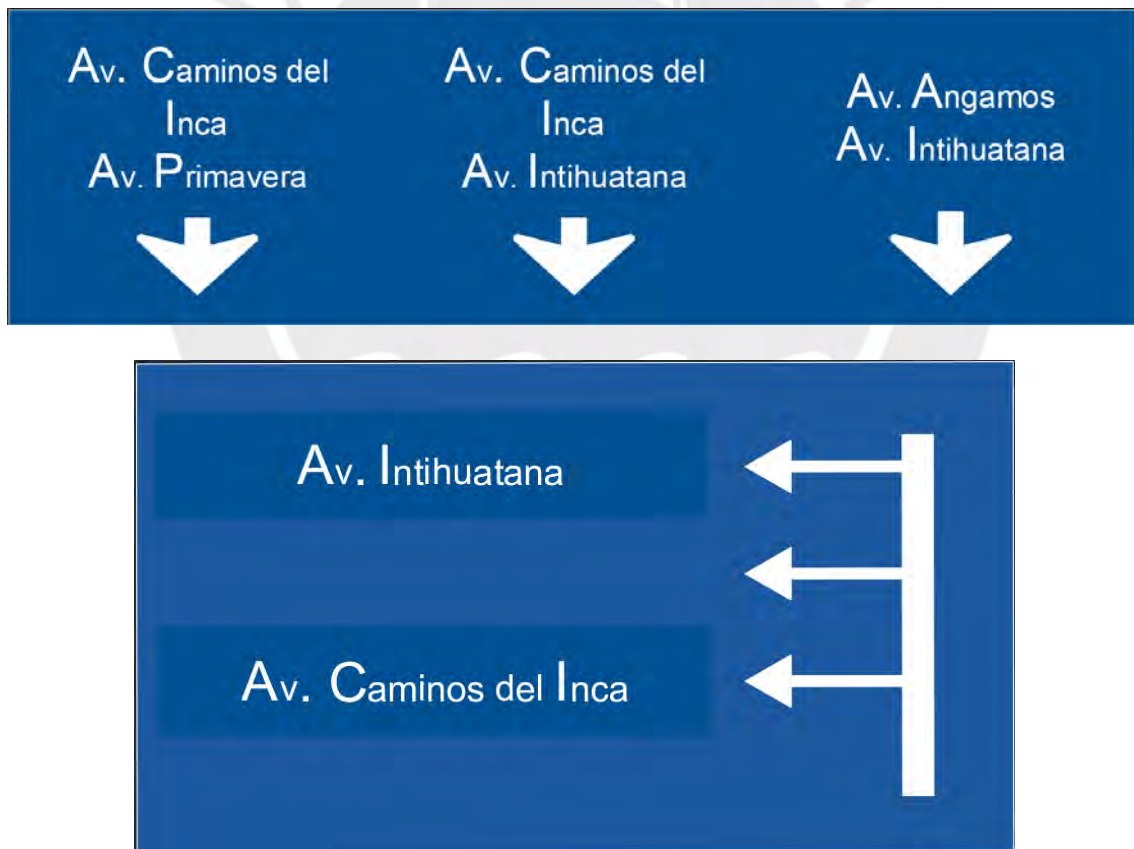 Av. Caminos del
Inca
Av. Primavera
Av. Caminos del
Inca
Av. Intihuatana
Av. Angamos
Av. Intihuatana
Av. Intihuatana
Av. Caminos del Inca